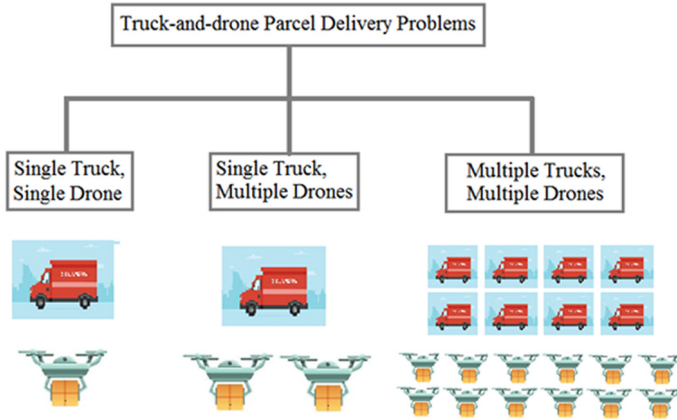 Truck-and-drone Parcel Delivery Problems
Single Truck,
Single Drone
Single Truck,
Multiple Drones
Multiple Trucks,
Multiple Drones